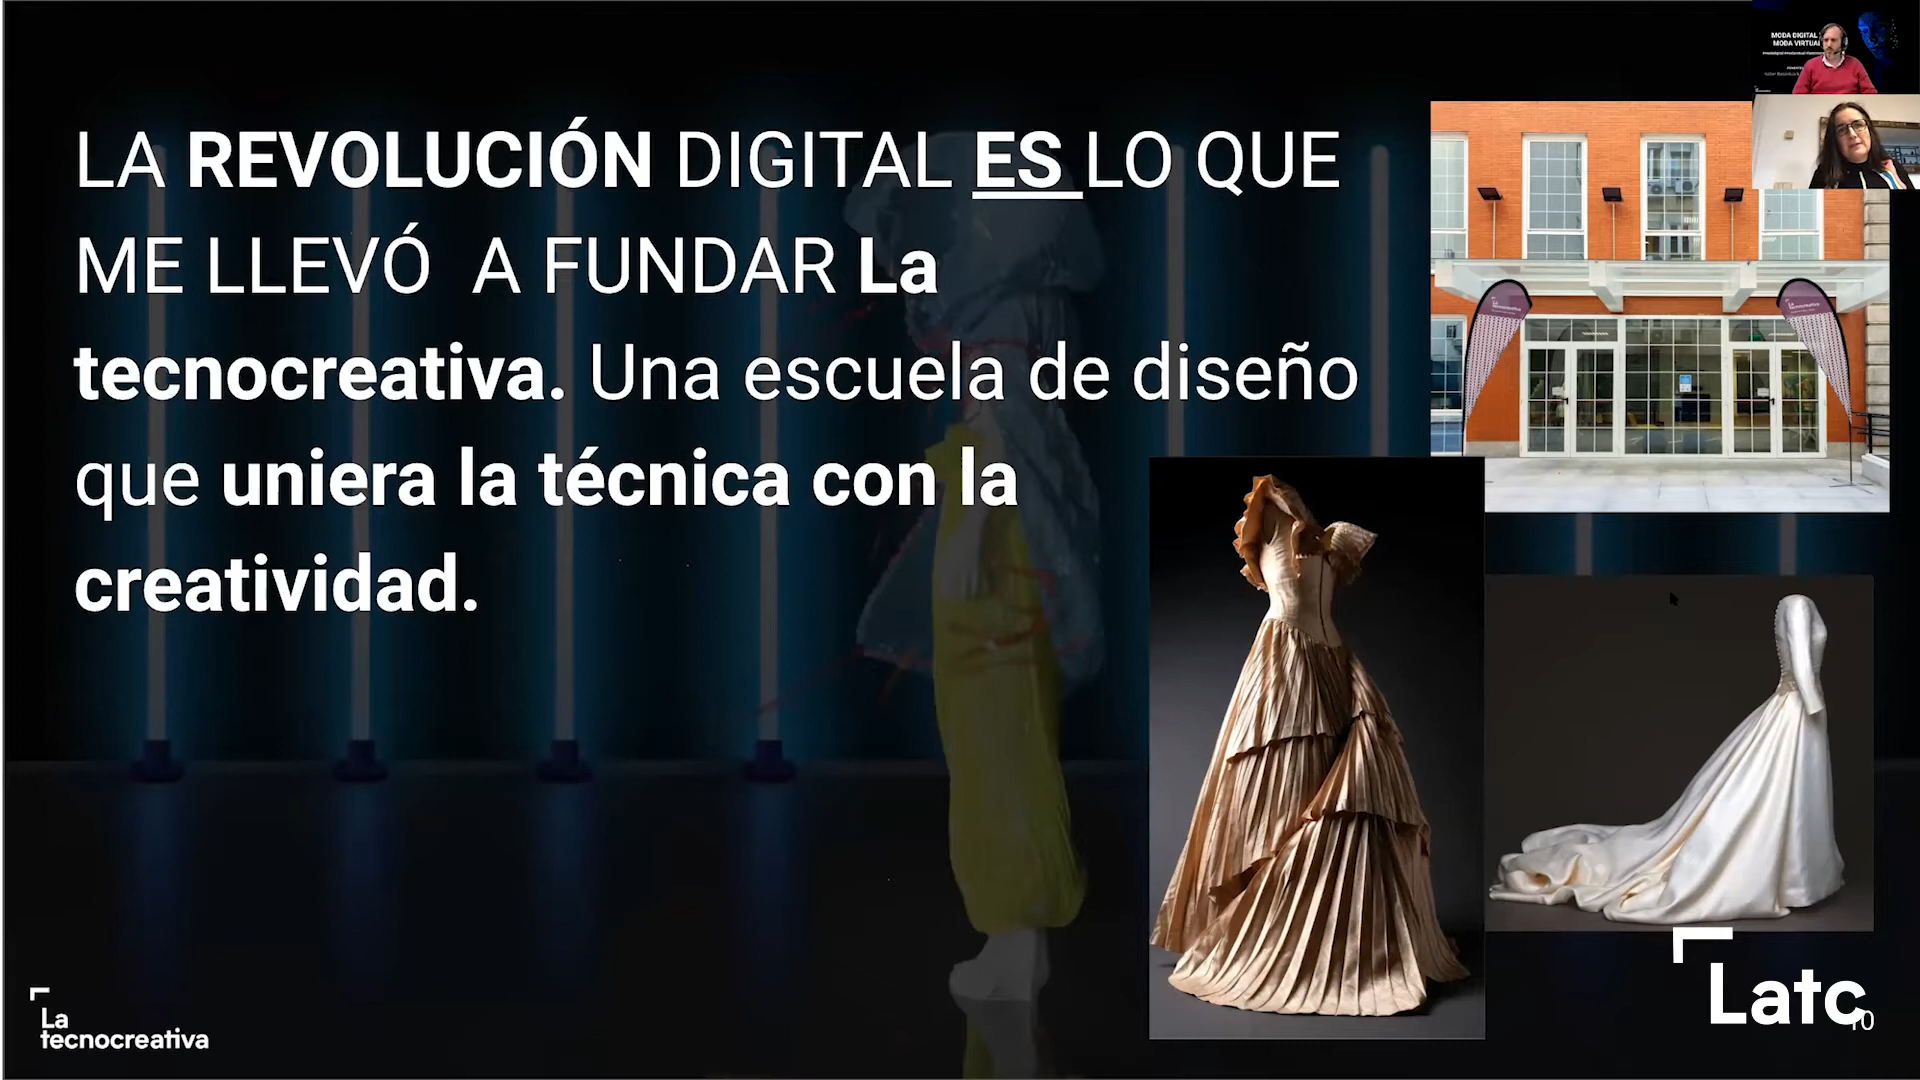 LA REVOLUCIÓN DIGITAL ES LO QUE
ME LLEVÓ A FUNDAR La
tecnocreativa. Una escuela de diseño
que uniera la técnica con la
creatividad.
MODA DIGITAL
MODA VIRTUAL
La
tecnocreativa
Latc
10